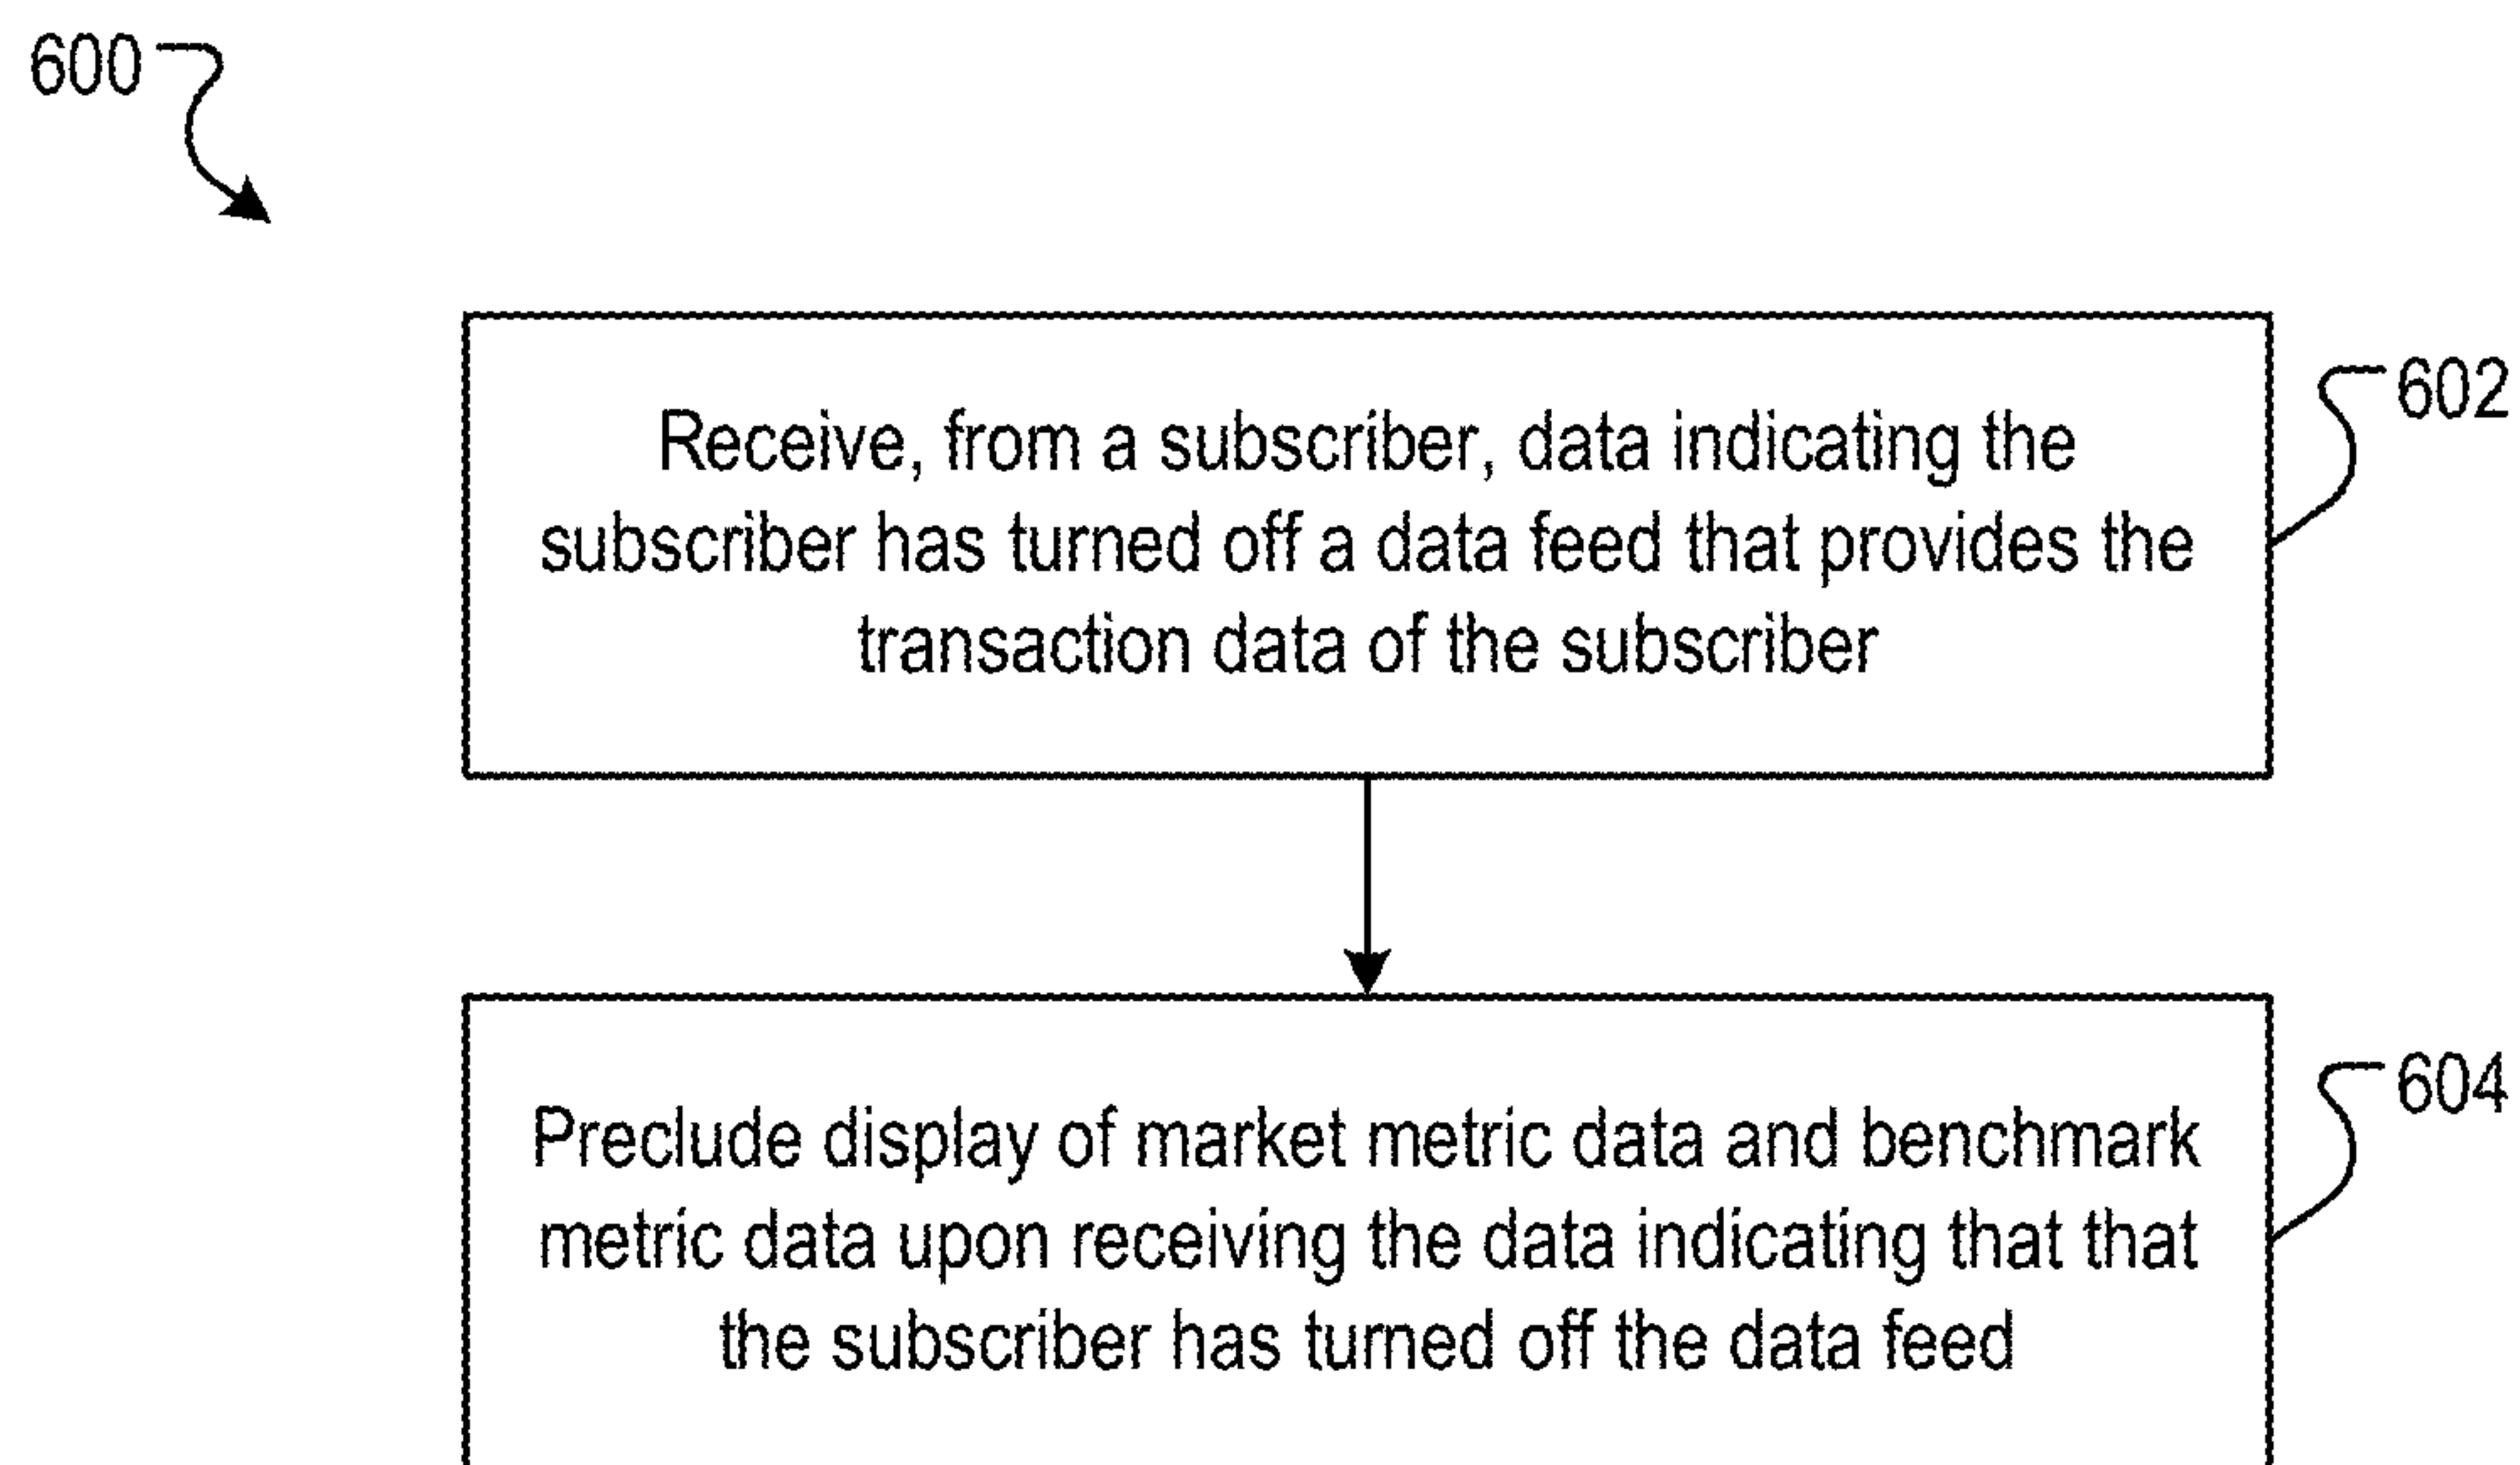 600
602
Receive, from a subscriber, data indicating the
subscriber has turned off a data feed that provides the
transaction data of the subscriber
604
Preclude display of market metric data and benchmark
metric data upon receiving the data indicating that that
the subscriber has turned off the data feed